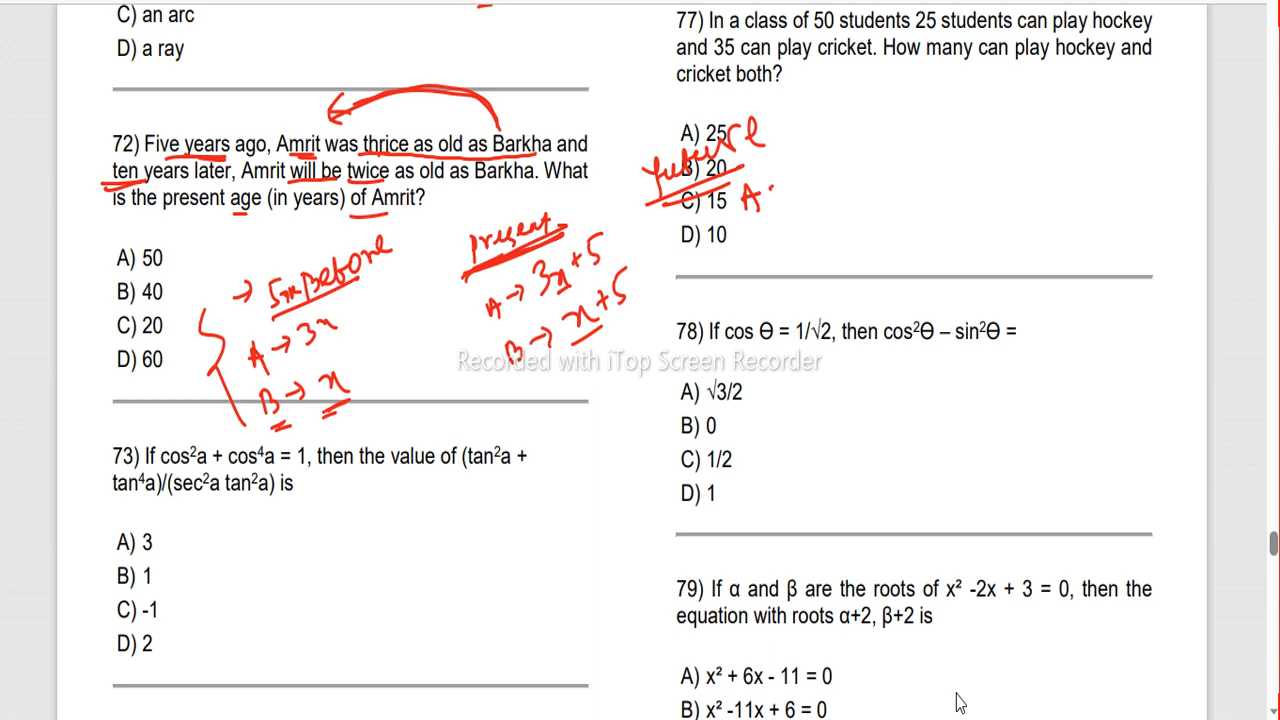 C) an arc
D) a ray
72) Five years ago, Amrit was thrice as old as Barkha and
ten years later, Amrit will be twice as old as Barkha. What
is the present age (in years) of Amrit?
A) 50
B) 40
C) 20
D) 60
→ 5 Before
A → 3x
B → x
present
A → 3x+5
B → x+5
73) If cos²a + cos⁴a = 1, then the value of (tan²a +
tan⁴a)/(sec²a tan²a) is
A) 3
B) 1
C) -1
D) 2
77) In a class of 50 students 25 students can play hockey
and 35 can play cricket. How many can play hockey and
cricket both?
A) 25
B) 20
C) 15
D) 10
future
A
78) If cos Ɵ = 1/√2, then cos²Ɵ – sin²Ɵ =
A) √3/2
B) 0
C) 1/2
D) 1
79) If α and β are the roots of x² -2x + 3 = 0, then the
equation with roots α+2, β+2 is
A) x² + 6x - 11 = 0
B) x² -11x + 6 = 0
Recorded with iTop Screen Recorder